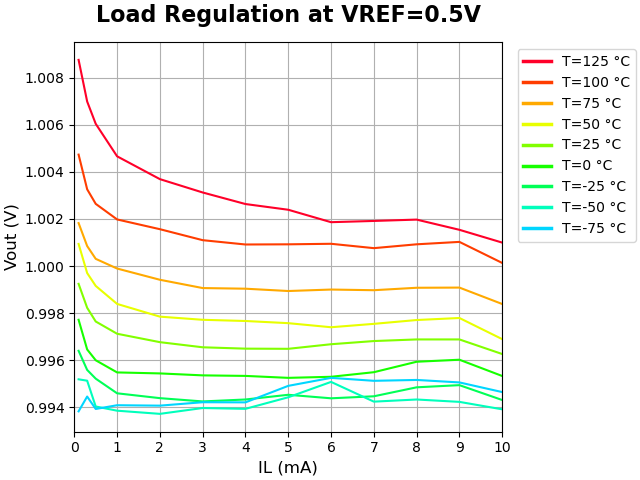 Load Regulation at VREF=0.5V
Vout (V)
1.008
1.006
1.004
1.002
1.000
0.998
0.996
0.994
0 1 2 3 4 5 6 7 8 9 10
IL (mA)
T=125 °C
T=100 °C
T=75 °C
T=50 °C
T=25 °C
T=0 °C
T=-25 °C
T=-50 °C
T=-75 °C